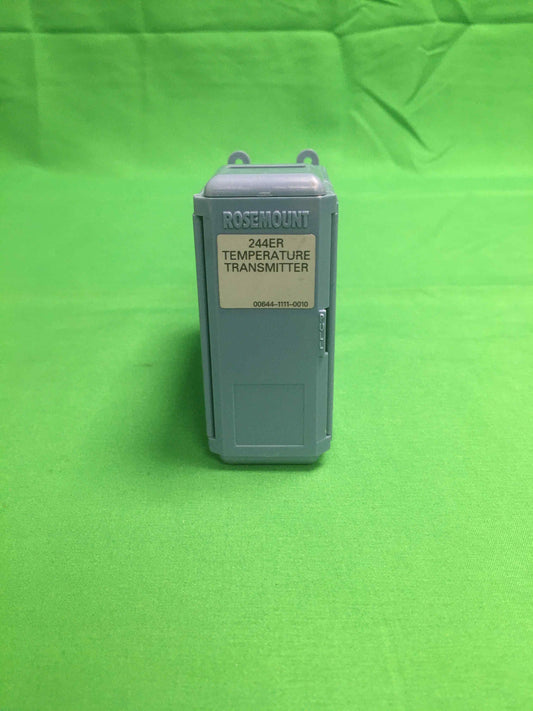 ROSEMOUNT
244ER
TEMPERATURE
TRANSMITTER
00644-1111-0010